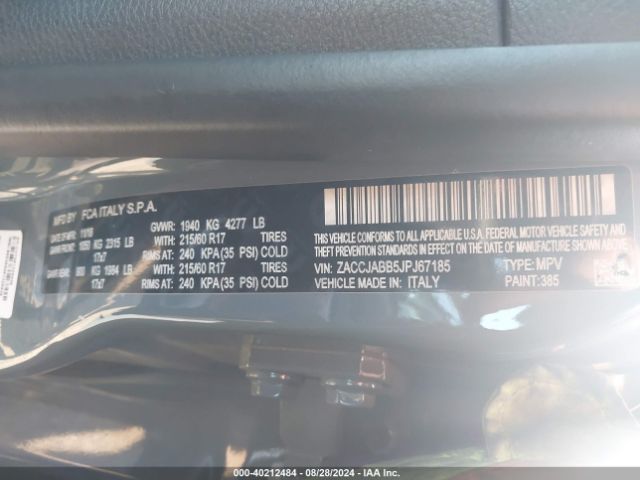 MFD BY
FCA ITALY S.P.A.
GVWR: 1940 KG 4277 LB
KG 2315 LB WITH: 215/60 R17 TIRES
17x7 RIMS AT: 240 KPA(35 PSI) COLD
KG 1984 LB WITH: 215/60 R17 TIRES
17x7 RIMS AT: 240 KPA(35 PSI) COLD
THIS VEHICLE CONFORMS TO ALL APPLICABLE U.S.A. FEDERAL MOTOR
VEHICLE SAFETY, BUMPER, AND
THEFT PREVENTION STANDARDS IN EFFECT ON THE DATE OF MANUFACTURE SHOWN ABOVE.
VIN: ZACCJABB5JPJ67185 TYPE: MPV
VEHICLE MADE IN: ITALY PAINT:385
000-40212484 | 08/28/2024 | IAA Inc.